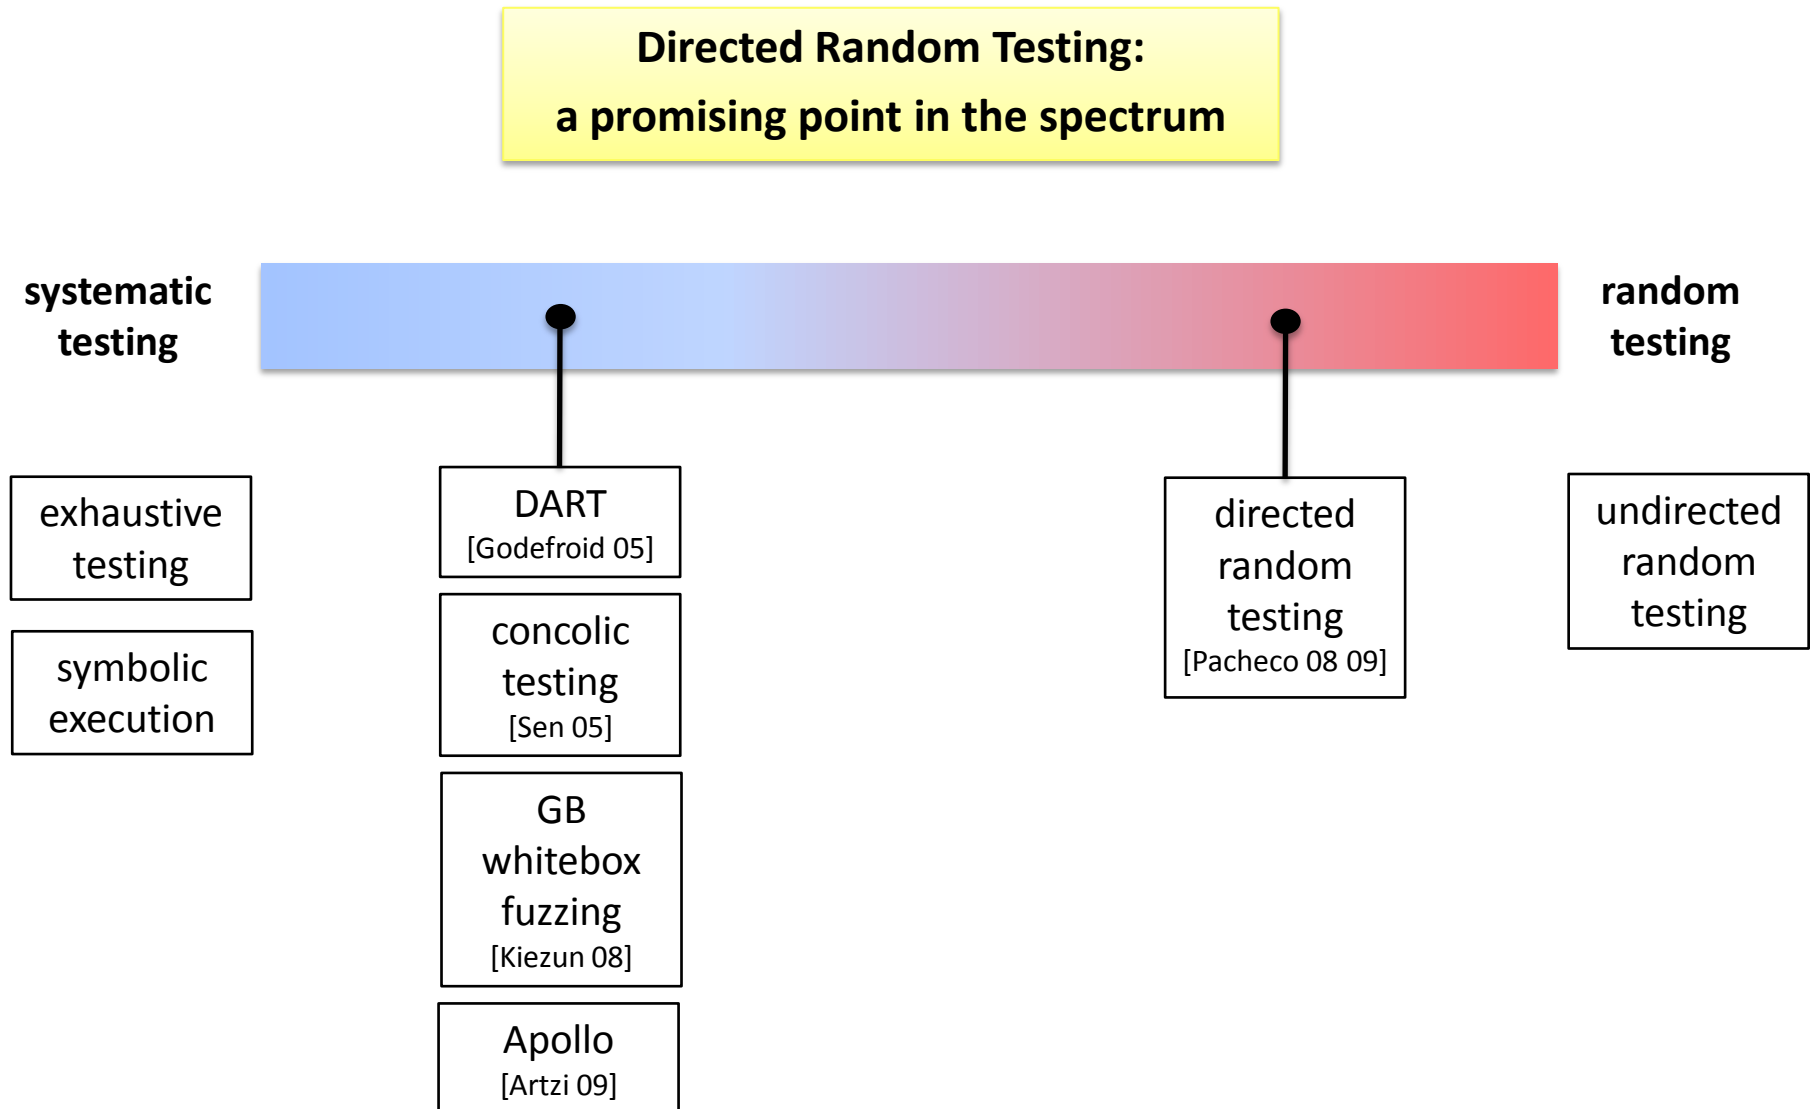 Directed Random Testing:
a promising point in the spectrum
systematic
testing
random
testing
exhaustive
testing
symbolic
execution
DART
[Godefroid 05]
concolic
testing
[Sen 05]
GB
whitebox
fuzzing
[Kiezun 08]
Apollo
[Artzi 09]
directed
random
testing
[Pacheco 08 09]
undirected
random
testing